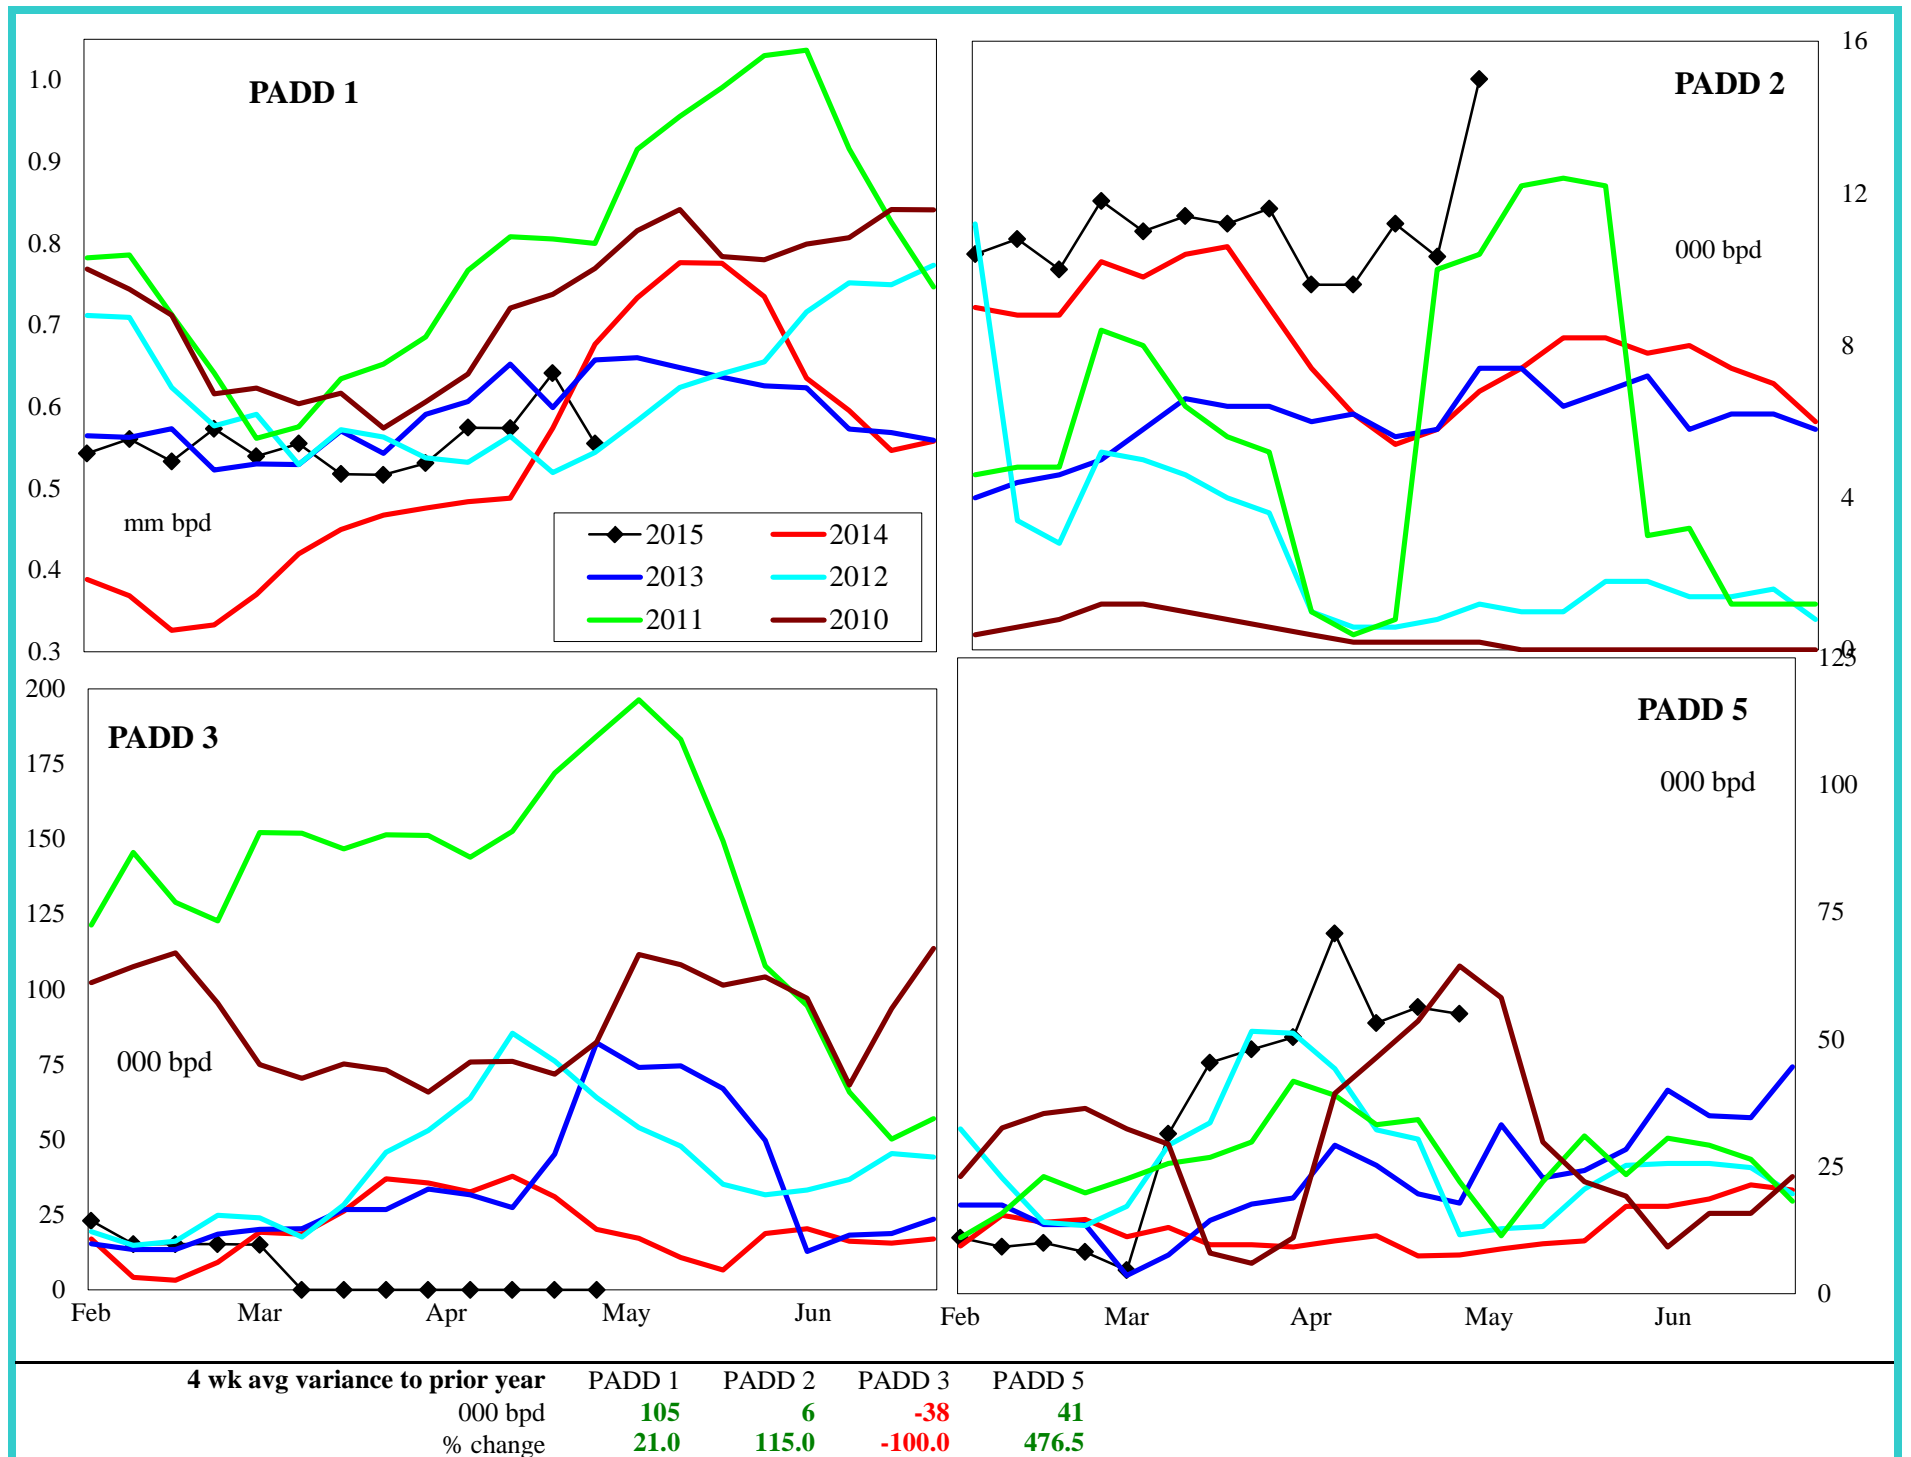 PADD 1
1.0
0.9
0.8
0.7
0.6
0.5
0.4
0.3
mm bpd
2015 2014
2013 2012
2011 2010
PADD 2
16
12
8
4
0
000 bpd
PADD 3
200
175
150
125
100
75
50
25
0
000 bpd
Feb Mar Apr May Jun
PADD 5
125
100
75
50
25
0
000 bpd
Feb Mar Apr May Jun
4 wk avg variance to prior year PADD 1 PADD 2 PADD 3 PADD 5
000 bpd 105 6 -38 41
% change 21.0 115.0 -100.0 476.5